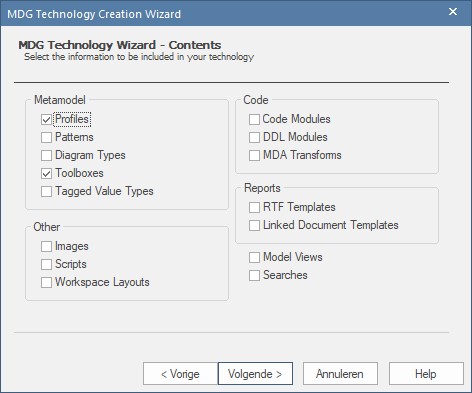 MDG Technology Creation Wizard
MDG Technology Wizard - Contents
Select the information to be included in your technology
Metamodel
Profiles
Patterns
Diagram Types
Toolboxes
Tagged Value Types
Other
Images
Scripts
Workspace Layouts
Code
Code Modules
DDL Modules
MDA Transforms
Reports
RTF Templates
Linked Document Templates
Model Views
Searches
< Vorige
Volgende >
Annuleren
Help